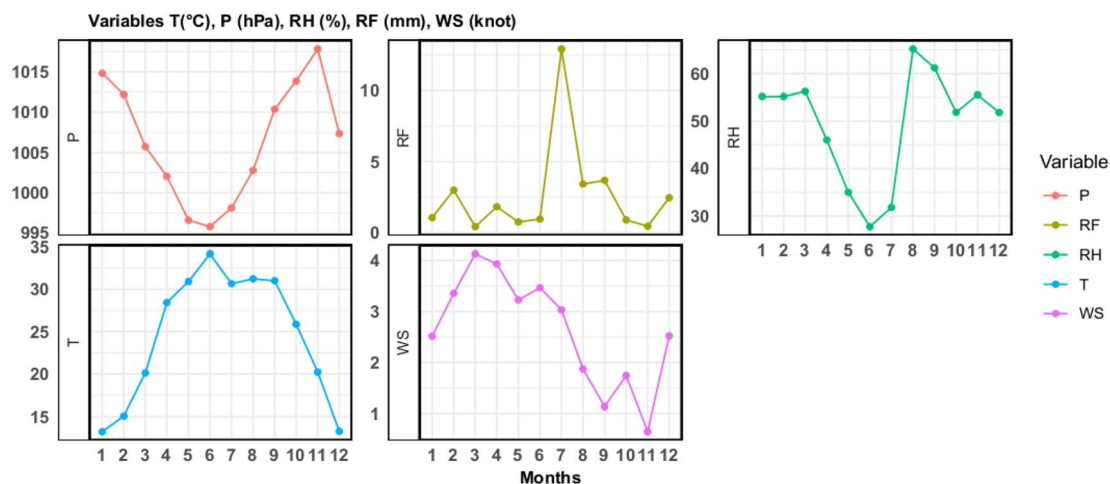 Variables T(°C), P (hPa), RH (%), RF (mm), WS (knot)
P
1015
1010
1005
1000
995
RF
10
5
0
RH
60
50
40
30
1 2 3 4 5 6 7 8 9 10 11 12
T
35
30
25
20
15
1 2 3 4 5 6 7 8 9 10 11 12
WS
4
3
2
1
1 2 3 4 5 6 7 8 9 10 11 12
Months
Variable
P
RF
RH
T
WS